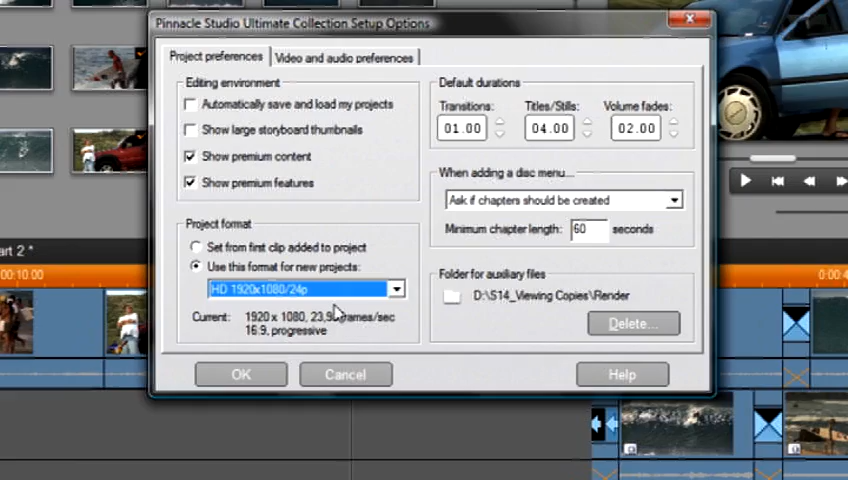 Pinnacle Studio Ultimate Collection Setup Options
Project preferences
Video and audio preferences
Editing environment
Automatically save and load my projects
Show large storyboard thumbnails
Show premium content
Show premium features
Project format
Set from first clip added to project
Use this format for new projects:
HD 1920x1080/24p
Current: 1920 x 1080, 23,9 frames/sec
16:9, progressive
Default durations
Transitions: Titles/Stills: Volume fades:
01.00 04.00 02.00
When adding a disc menu...
Ask if chapters should be created
Minimum chapter length: 60 seconds
Folder for auxiliary files
D:\S14_Viewing Copies\Render
Delete...
OK Cancel Help
art 2 *
:00:10.00
00:00:4